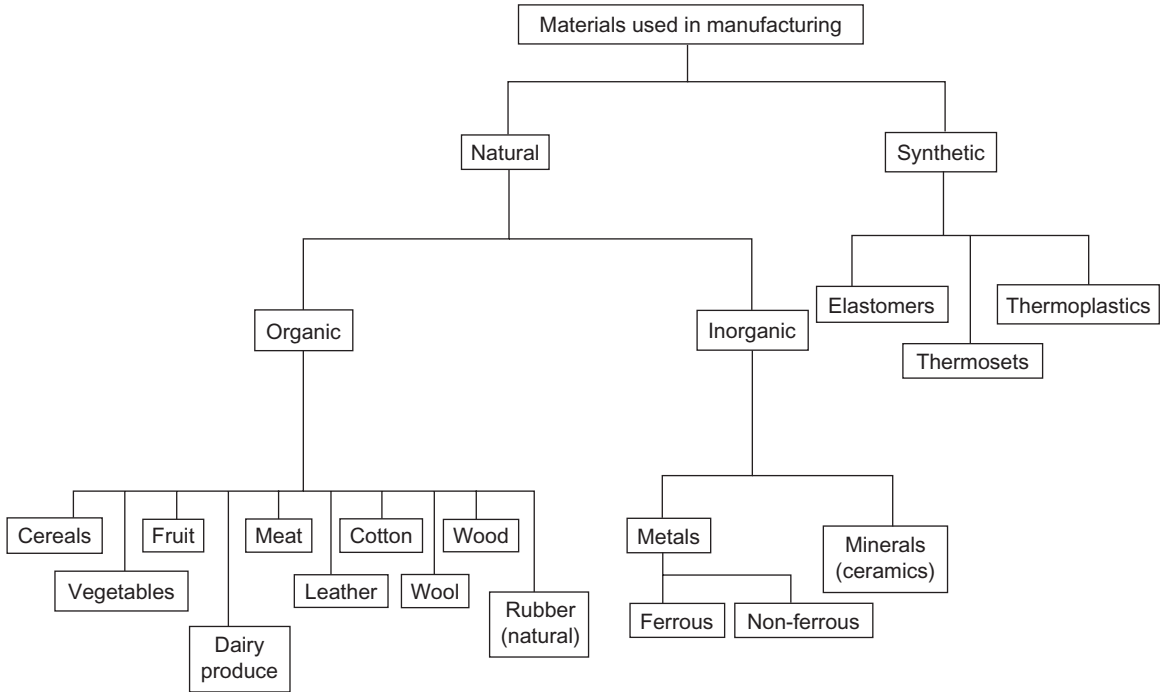 Materials used in manufacturing
Natural
Synthetic
Organic
Inorganic
Elastomers
Thermosets
Thermoplastics
Cereals
Vegetables
Fruit
Dairy
produce
Meat
Leather
Cotton
Wool
Wood
Rubber
(natural)
Metals
Minerals
(ceramics)
Ferrous
Non-ferrous